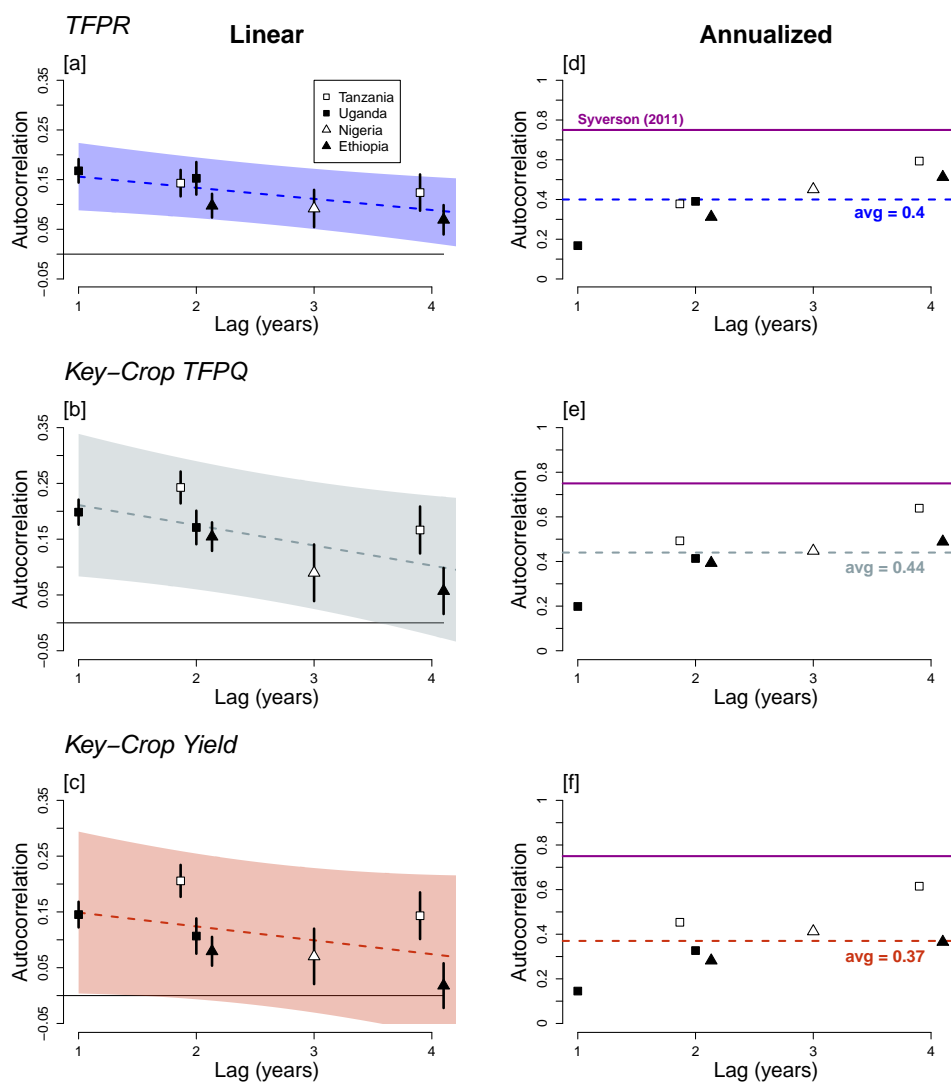 TFPR
Linear
Annualized
[a]
Autocorrelation
−0.05
0.05
0.15
0.25
0.35
Tanzania
Uganda
Nigeria
Ethiopia
1
2
3
4
Lag (years)
[d]
Autocorrelation
0
0.2
0.4
0.6
0.8
1
Syverson (2011)
avg = 0.4
1
2
3
4
Lag (years)
Key−Crop TFPQ
[b]
Autocorrelation
−0.05
0.05
0.15
0.25
0.35
1
2
3
4
Lag (years)
[e]
Autocorrelation
0
0.2
0.4
0.6
0.8
1
avg = 0.44
1
2
3
4
Lag (years)
Key−Crop Yield
[c]
Autocorrelation
−0.05
0.05
0.15
0.25
0.35
1
2
3
4
Lag (years)
[f]
Autocorrelation
0
0.2
0.4
0.6
0.8
1
avg = 0.37
1
2
3
4
Lag (years)